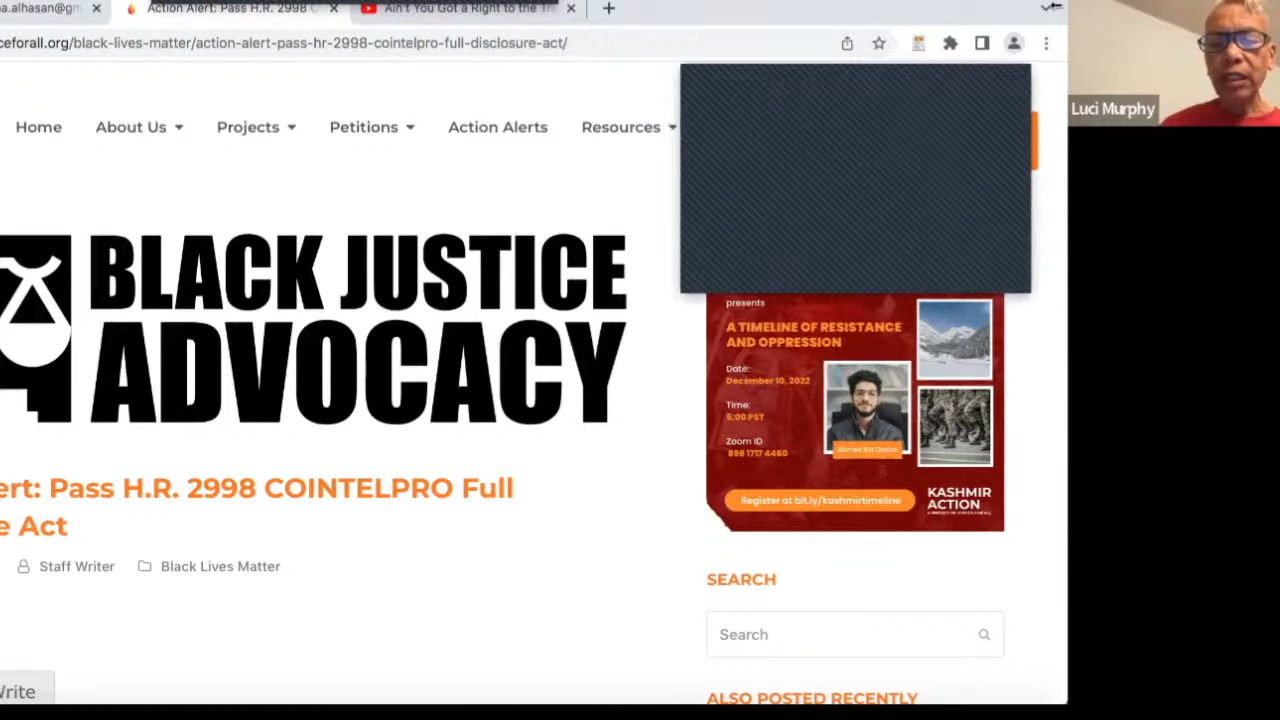 na.alhasan@gm
Action Alert: Pass H.R. 2998 C
Ain't You Got a Right to the Tre
ceforall.org/black-lives-matter/action-alert-pass-hr-2998-cointelpro-full-disclosure-act/
Luci Murphy
Home About Us Projects Petitions Action Alerts Resources
BLACK JUSTICE
ADVOCACY
presents
A TIMELINE OF RESISTANCE
AND OPPRESSION
Date:
December 10, 2022
Time:
5:00 PST
Zoom ID
898 1717 4460
Register at bit.ly/kashmirtimeline
KASHMIR
ACTION
ert: Pass H.R. 2998 COINTELPRO Full
e Act
Staff Writer Black Lives Matter
SEARCH
Search
Write
ALSO POSTED RECENTLY